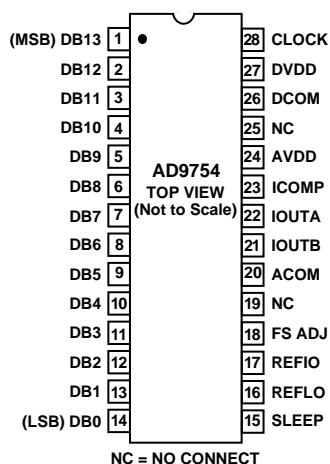 (MSB) DB13 1 28 CLOCK
DB12 2 27 DVDD
DB11 3 26 DCOM
DB10 4 25 NC
DB9 5 24 AVDD
DB8 6 23 ICOMP
DB7 7 22 IOUTA
DB6 8 21 IOUTB
DB5 9 20 ACOM
DB4 10 19 NC
DB3 11 18 FS ADJ
DB2 12 17 REFIO
DB1 13 16 REFLO
(LSB) DB0 14 15 SLEEP
AD9754
TOP VIEW
(Not to Scale)
NC = NO CONNECT